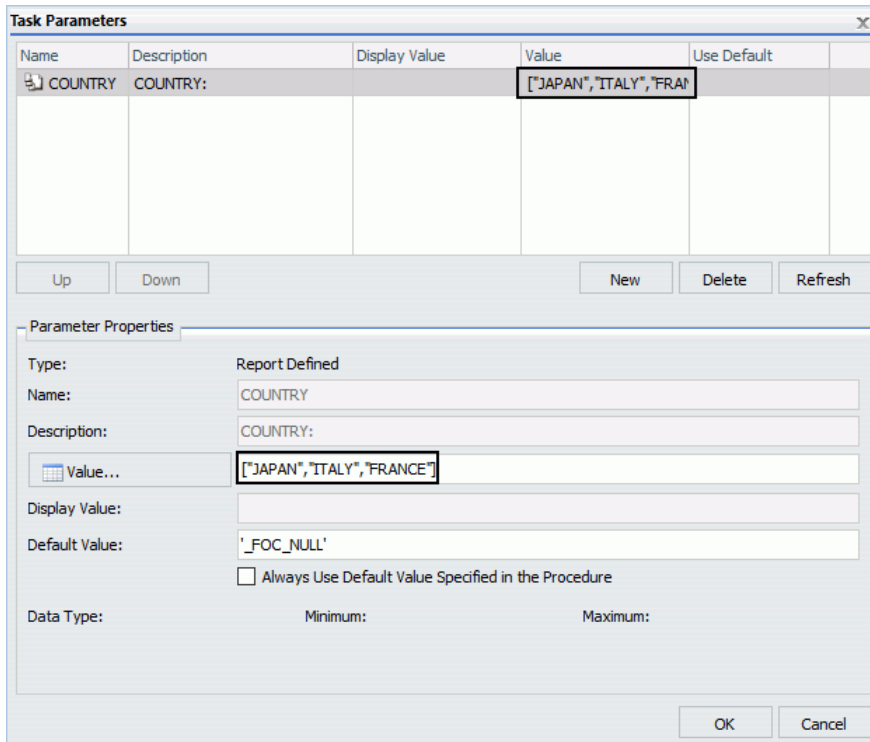 Task Parameters
Name Description Display Value Value Use Default
COUNTRY COUNTRY: ["JAPAN","ITALY","FRAN
Up Down New Delete Refresh
Parameter Properties
Type: Report Defined
Name: COUNTRY
Description: COUNTRY:
Value... ["JAPAN","ITALY","FRANCE"]
Display Value:
Default Value: '_FOC_NULL'
Always Use Default Value Specified in the Procedure
Data Type: Minimum: Maximum:
OK Cancel